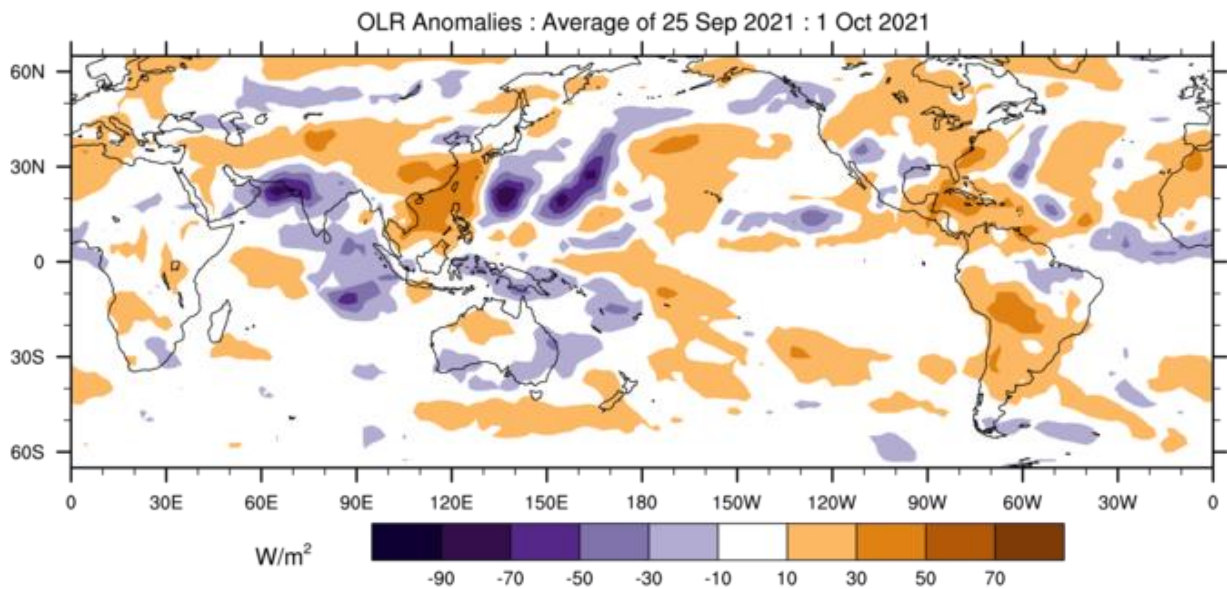 OLR Anomalies : Average of 25 Sep 2021 : 1 Oct 2021
60N
30N
0
30S
60S
0 30E 60E 90E 120E 150E 180 150W 120W 90W 60W 30W 0
W/m²
-90 -70 -50 -30 -10 10 30 50 70